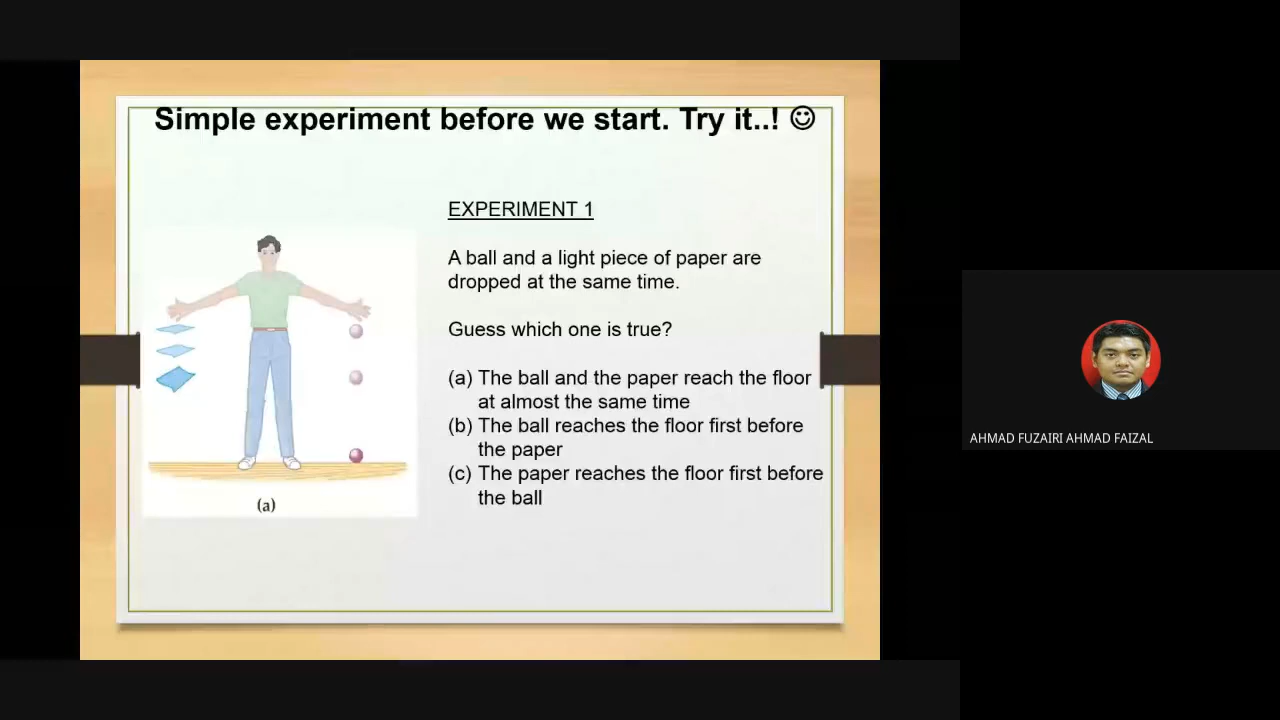 Simple experiment before we start. Try it..! ☺
EXPERIMENT 1
A ball and a light piece of paper are
dropped at the same time.
Guess which one is true?
(a) The ball and the paper reach the floor
at almost the same time
(b) The ball reaches the floor first before
the paper
(c) The paper reaches the floor first before
the ball
(a)
AHMAD FUZAIRI AHMAD FAIZAL